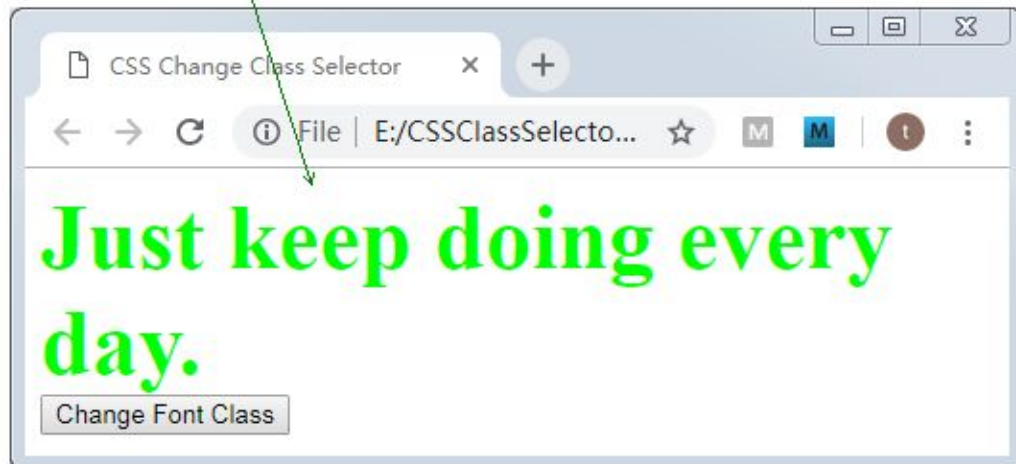 CSS Change Class Selector
File | E:/CSSClassSelecto...
M M t
Just keep doing every
day.
Change Font Class